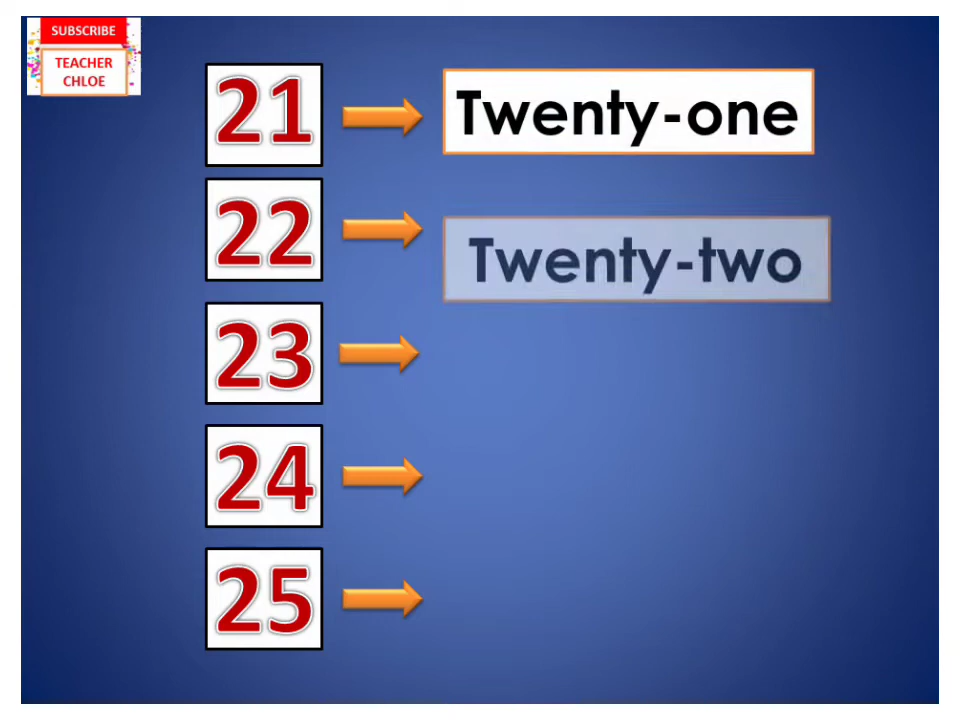 SUBSCRIBE
TEACHER
CHLOE
21 Twenty-one
22 Twenty-two
23
24
25